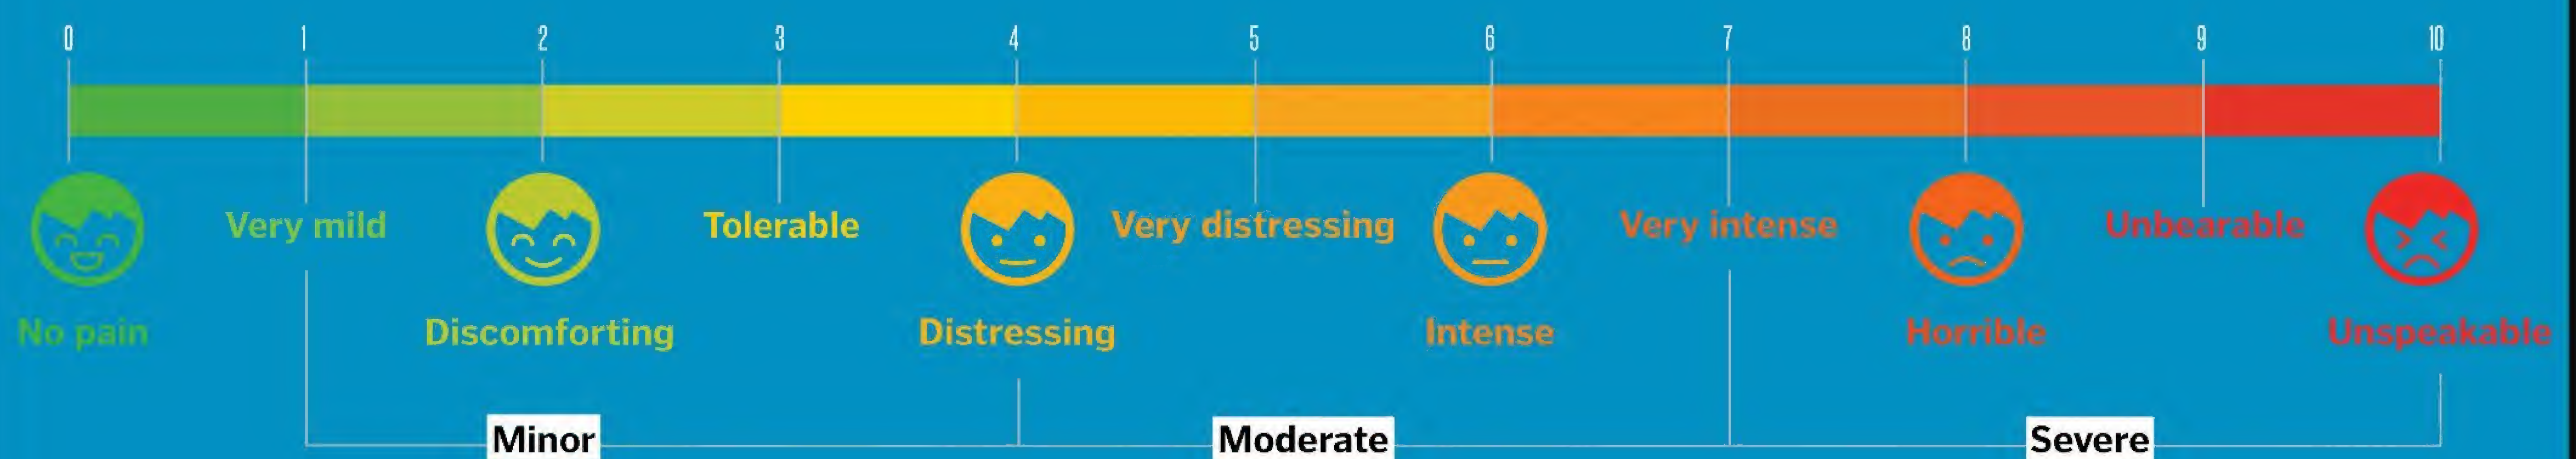 0 1 2 3 4 5 6 7 8 9 10
Very mild Tolerable Very distressing Very intense Unbearable
No pain Discomforting Distressing Intense Horrible Unspeakable
Minor Moderate Severe